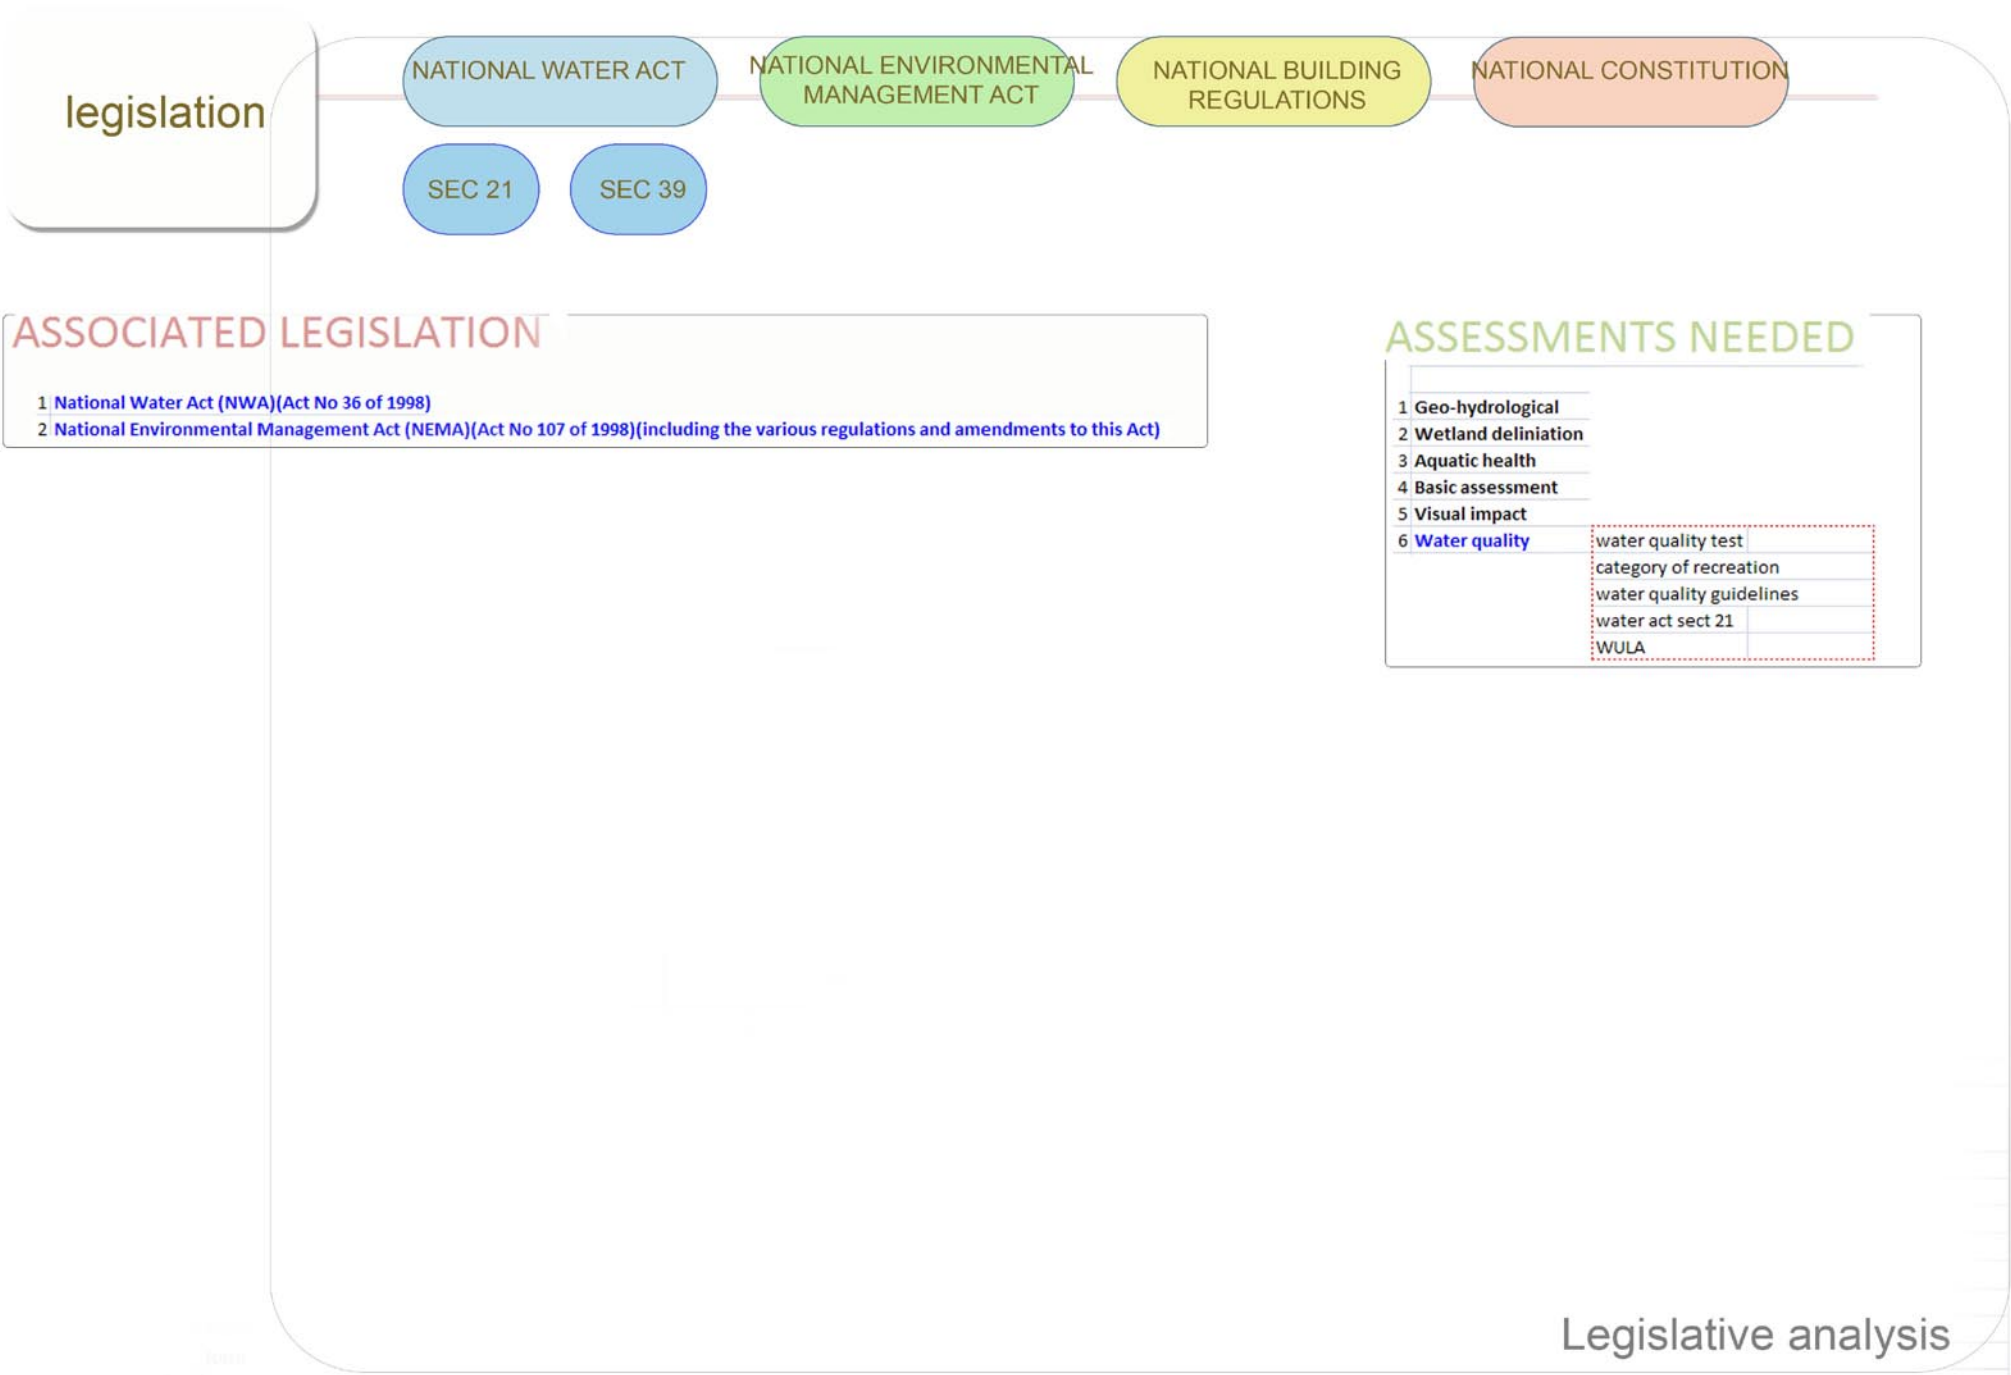 legislation
NATIONAL WATER ACT
NATIONAL ENVIRONMENTAL
MANAGEMENT ACT
NATIONAL BUILDING
REGULATIONS
NATIONAL CONSTITUTION
SEC 21
SEC 39
ASSOCIATED LEGISLATION
1 National Water Act (NWA)(Act No 36 of 1998)
2 National Environmental Management Act (NEMA)(Act No 107 of 1998)(including the various regulations and amendments to this Act)
ASSESSMENTS NEEDED
1 Geo-hydrological
2 Wetland deliniation
3 Aquatic health
4 Basic assessment
5 Visual impact
6 Water quality
water quality test
category of recreation
water quality guidelines
water act sect 21
WULA
Legislative analysis